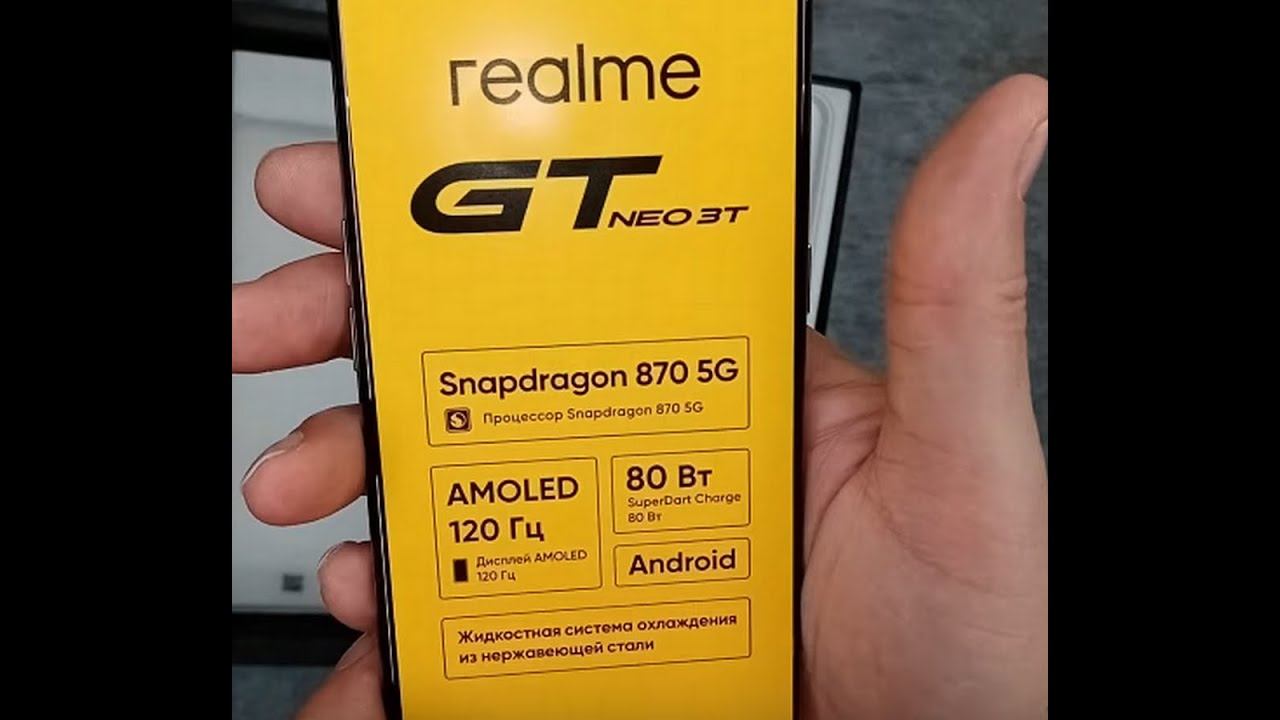 realme
GT NEO 3T
Snapdragon 870 5G
Процессор Snapdragon 870 5G
AMOLED
120 Гц
Дисплей AMOLED
120 Гц
80 Вт
SuperDart Charge
80 Вт
Android
Жидкостная система охлаждения
из нержавеющей стали